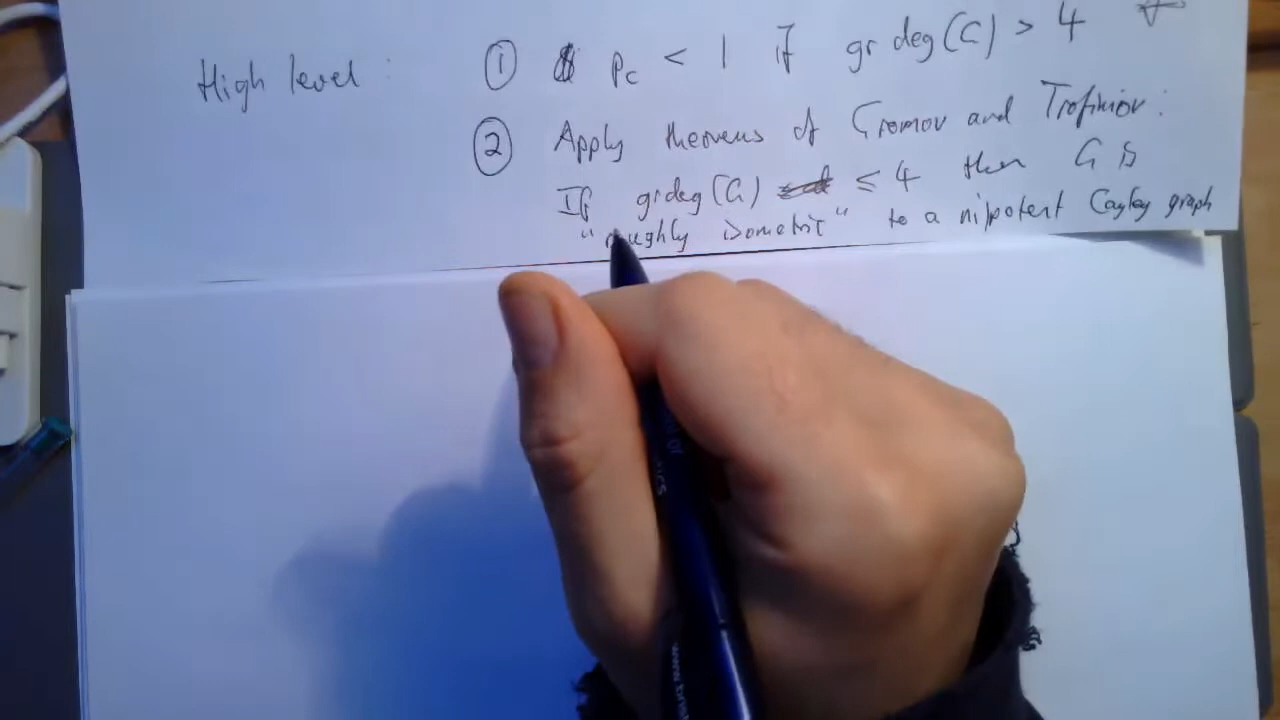 High level : ① p_c < 1 if gr deg(G) > 4
② Apply theorems of Gromov and Trofimov:
If grdeg(G) ≤ 4 then G is
"roughly isometric" to a nilpotent Cayley graph